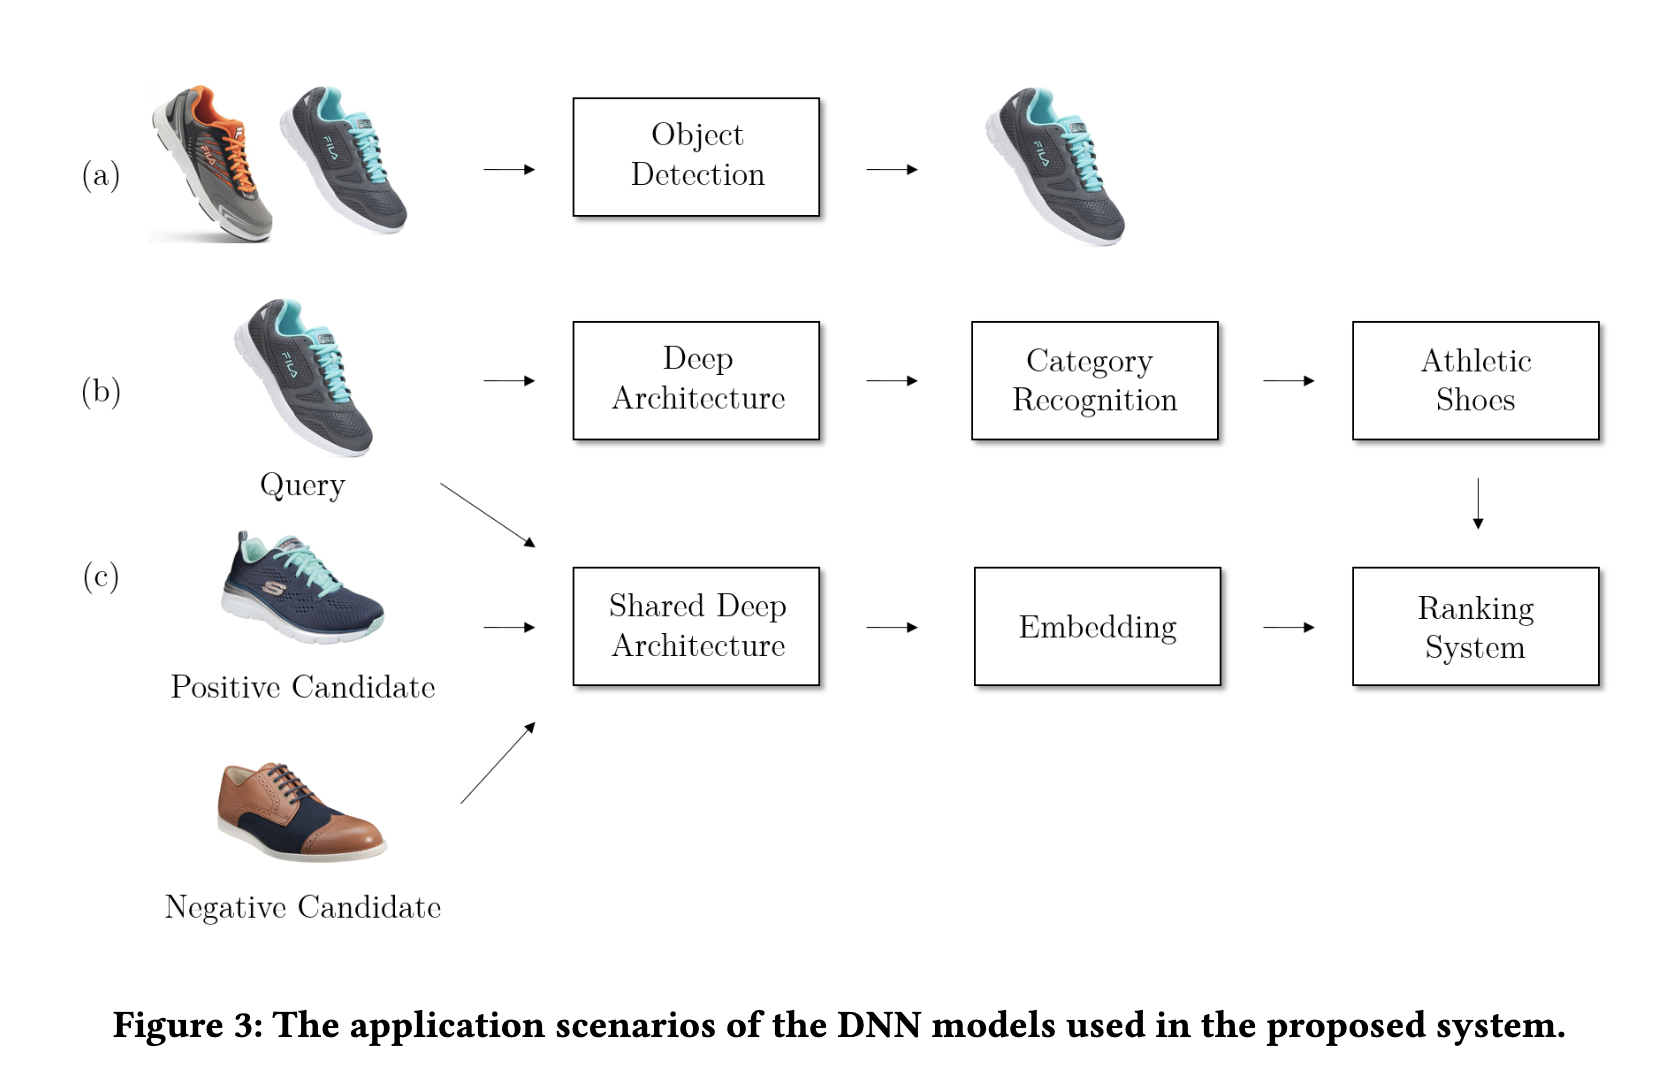 (a)
FILA
FILA
Object
Detection
FILA
(b)
FILA
Query
Deep
Architecture
Category
Recognition
Athletic
Shoes
(c)
S
Positive Candidate
Negative Candidate
Shared Deep
Architecture
Embedding
Ranking
System
Figure 3: The application scenarios of the DNN models used in the proposed system.